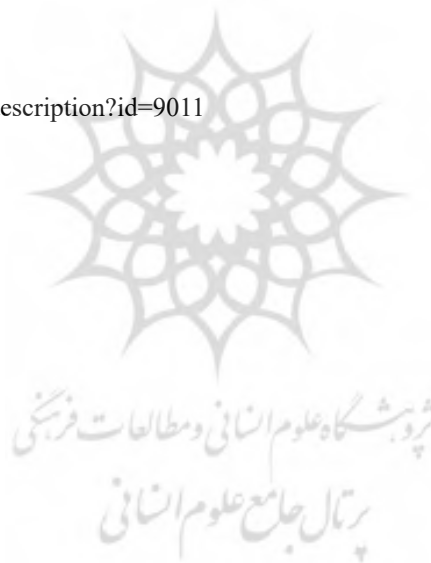 escription?id=9011
پژوهشگاه علوم انسانی و مطالعات فرهنگی
پرتال جامع علوم انسانی